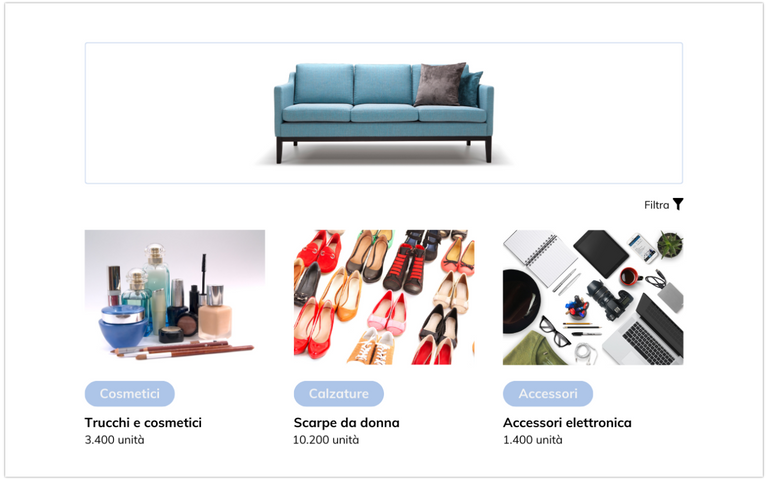 Filtra
Cosmetici
Calzature
Accessori
Trucchi e cosmetici
Scarpe da donna
Accessori elettronica
3.400 unità
10.200 unità
1.400 unità